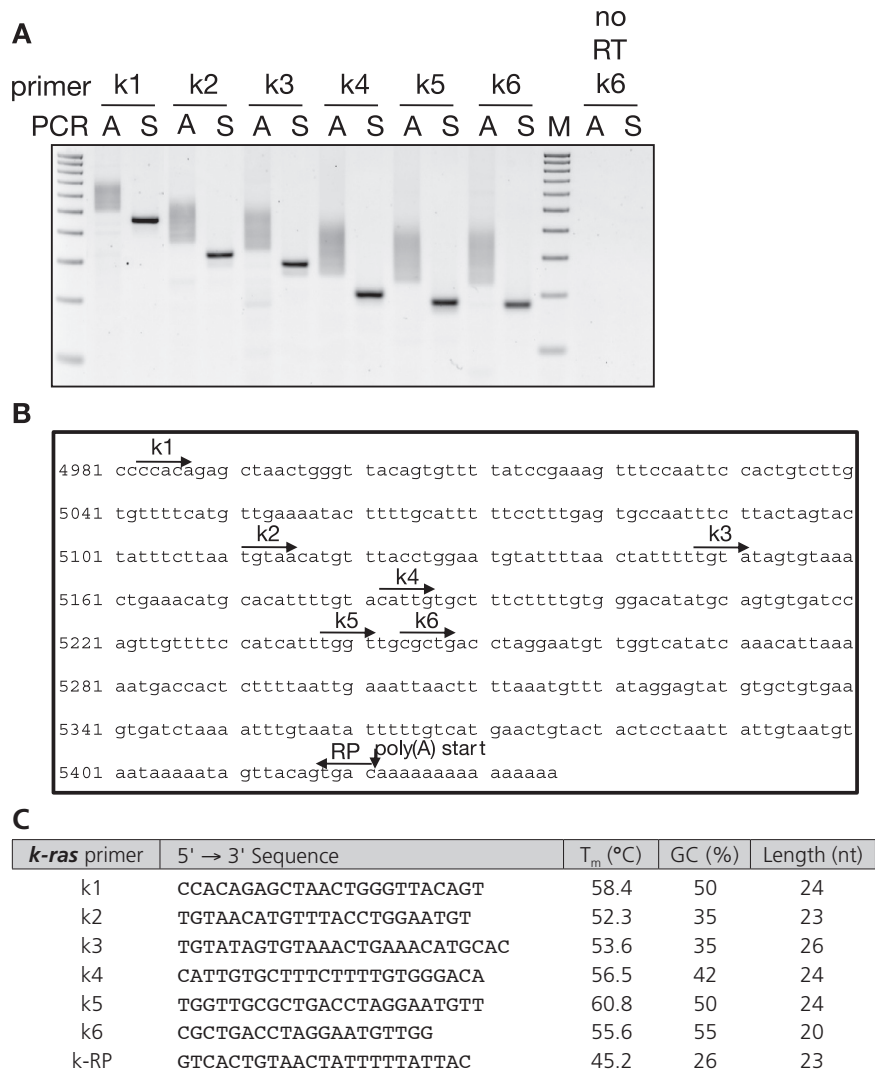 A
no
RT
primer k1 k2 k3 k4 k5 k6 k6
PCR A S A S A S A S A S A S M A S
B
k1
4981 ccccacagag ctaactgggt tacagtgttt tatccgaaag tttccaattc cactgtcttg
5041 tgttttcatg ttgaaaatac ttttgcattt ttcctttgag tgccaatttc ttactagtac
k2 k3
5101 tatttcttaa tgtaacatgt ttacctggaa tgtattttaa ctatttttgt atagtgtaaa
k4
5161 ctgaaacatg cacattttgt acattgtgct ttcttttgtg ggacatatgc agtgtgatcc
k5 k6
5221 agttgttttc catcatttgg ttgcgctgac ctaggaatgt tggtcatatc aaacattaaa
5281 aatgaccact cttttaattg aaattaactt ttaaatgttt ataggagtat gtgctgtgaa
5341 gtgatctaaa atttgtaata tttttgtcat gaactgtact actcctaatt attgtaatgt
RP poly(A) start
5401 aataaaaata gttacagtgac aaaaaaaaa aaaaaa
C
k-ras primer 5' → 3' Sequence Tm (°C) GC (%) Length (nt)
k1 CCACAGAGCTAACTGGGTTACAGT 58.4 50 24
k2 TGTAACATGTTTACCTGGAATGT 52.3 35 23
k3 TGTATAGTGTAAACTGAAACATGCAC 53.6 35 26
k4 CATTGTGCTTTCTTTTGTGGGACA 56.5 42 24
k5 TGGTTGCGCTGACCTAGGAATGTT 60.8 50 24
k6 CGCTGACCTAGGAATGTTGG 55.6 55 20
k-RP GTCACTGTAACTATTTTTATTAC 45.2 26 23